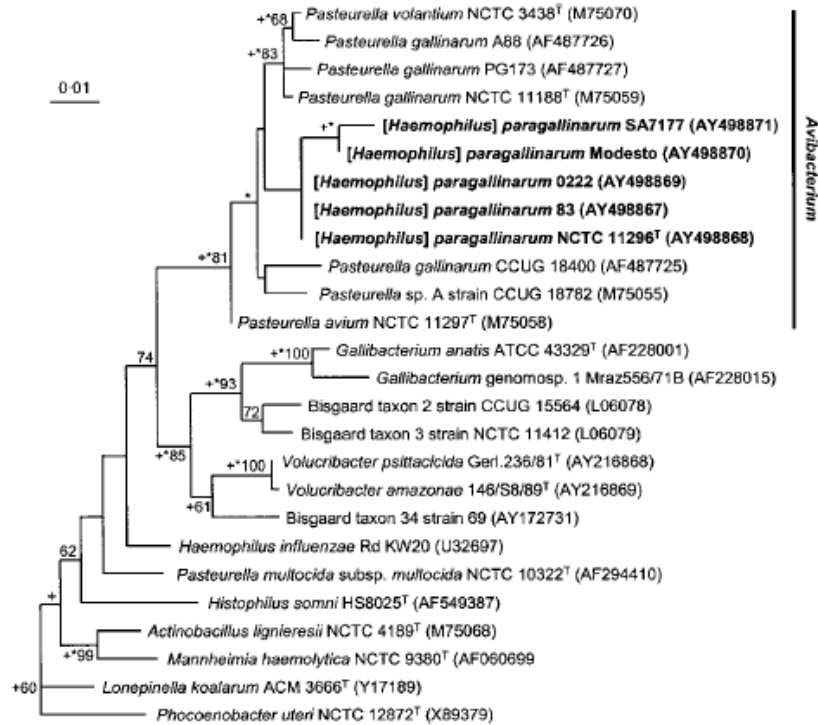 +*68
Pasteurella volantium NCTC 3438T (M75070)
Pasteurella gallinarum A88 (AF487726)
+*83
Pasteurella gallinarum PG173 (AF487727)
0·01
Pasteurella gallinarum NCTC 11188T (M75059)
+*
[Haemophilus] paragallinarum SA7177 (AY498871)
[Haemophilus] paragallinarum Modesto (AY498870)
Avibacterium
[Haemophilus] paragallinarum 0222 (AY498869)
*
[Haemophilus] paragallinarum 83 (AY498867)
[Haemophilus] paragallinarum NCTC 11296T (AY498868)
+*81
Pasteurella gallinarum CCUG 18400 (AF487725)
Pasteurella sp. A strain CCUG 18782 (M75055)
Pasteurella avium NCTC 11297T (M75058)
74
+*100
Gallibacterium anatis ATCC 43329T (AF228001)
+*93
Gallibacterium genomosp. 1 Mraz556/71B (AF228015)
72
Bisgaard taxon 2 strain CCUG 15564 (L06078)
Bisgaard taxon 3 strain NCTC 11412 (L06079)
+*85
+*100
Volucribacter psittacicida Gerl.236/81T (AY216868)
Volucribacter amazonae 146/S8/89T (AY216869)
+61
Bisgaard taxon 34 strain 69 (AY172731)
62
Haemophilus influenzae Rd KW20 (U32697)
Pasteurella multocida subsp. multocida NCTC 10322T (AF294410)
+
Histophilus somni HS8025T (AF549387)
Actinobacillus lignieresii NCTC 4189T (M75068)
+*99
Mannheimia haemolytica NCTC 9380T (AF060699
+60
Lonepinella koalarum ACM 3666T (Y17189)
Phocoenobacter uteri NCTC 12872T (X89379)